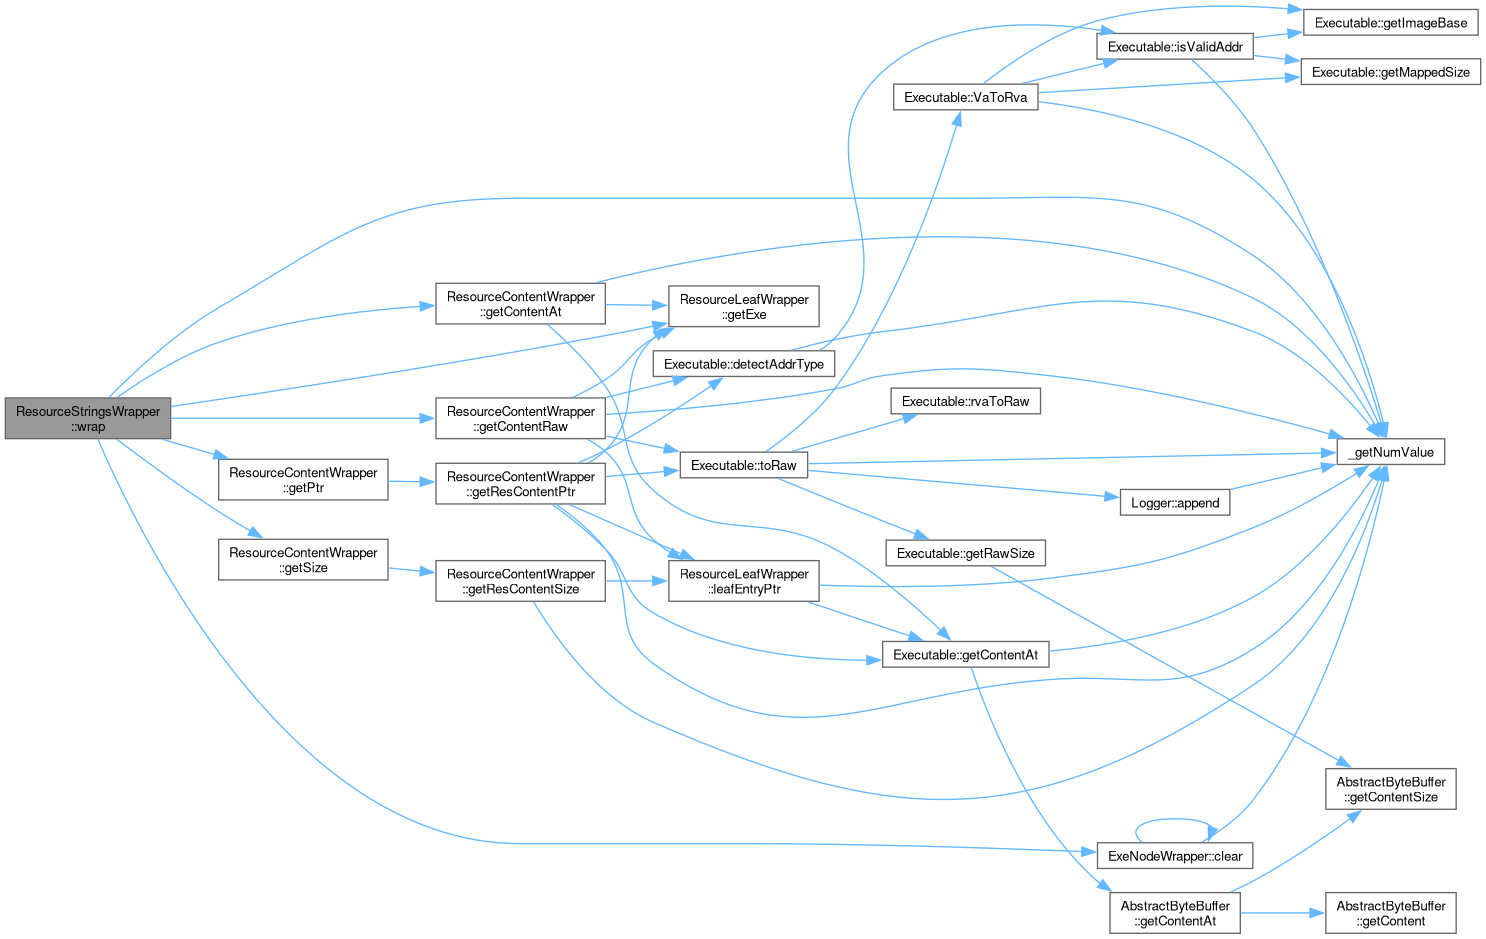 Executable::getImageBase
Executable::isValidAddr
Executable::getMappedSize
Executable::VaToRva
ResourceContentWrapper
::getContentAt
ResourceLeafWrapper
::getExe
Executable::detectAddrType
Executable::rvaToRaw
ResourceStringsWrapper
::wrap
ResourceContentWrapper
::getContentRaw
_getNumValue
Executable::toRaw
ResourceContentWrapper
::getPtr
ResourceContentWrapper
::getResContentPtr
Logger::append
Executable::getRawSize
ResourceContentWrapper
::getSize
ResourceContentWrapper
::getResContentSize
ResourceLeafWrapper
::leafEntryPtr
Executable::getContentAt
AbstractByteBuffer
::getContentSize
ExeNodeWrapper::clear
AbstractByteBuffer
::getContentAt
AbstractByteBuffer
::getContent